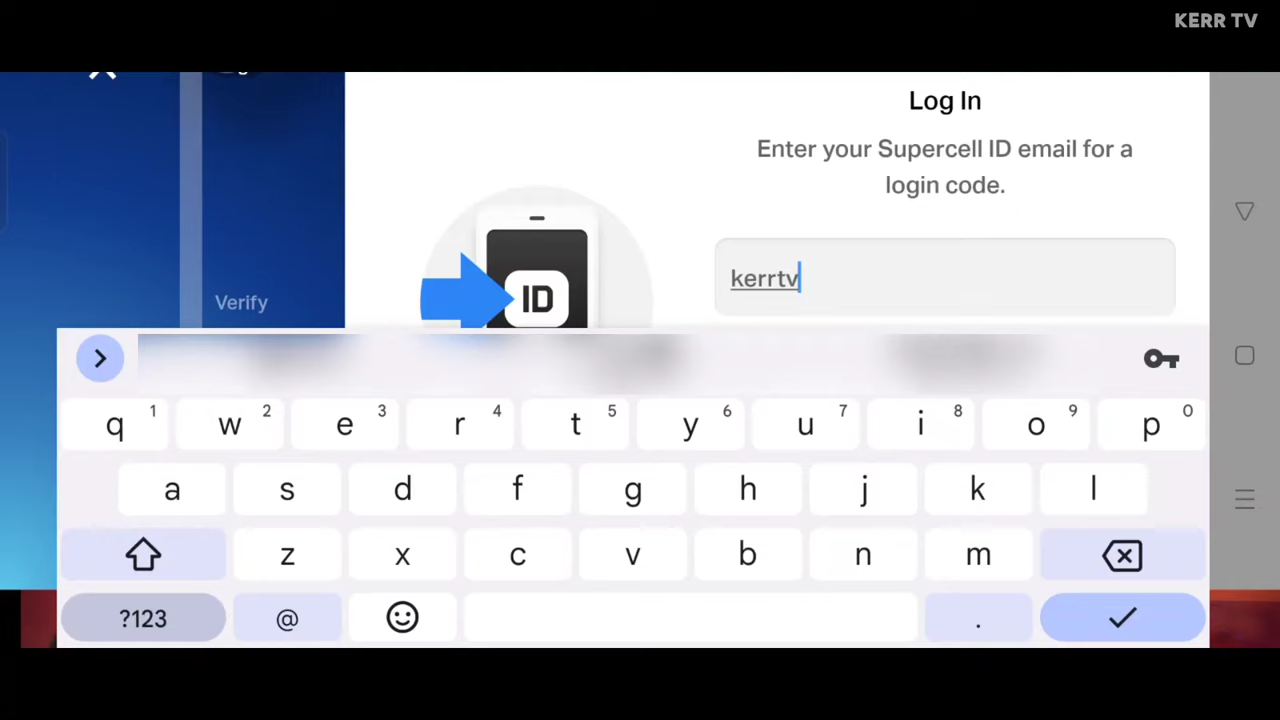 KERR TV
Log In
Enter your Supercell ID email for a
login code.
kerrtv
ID
Verify
q 1 w 2 e 3 r 4 t 5 y 6 u 7 i 8 o 9 p 0
a s d f g h j k l
z x c v b n m
?123 @ .